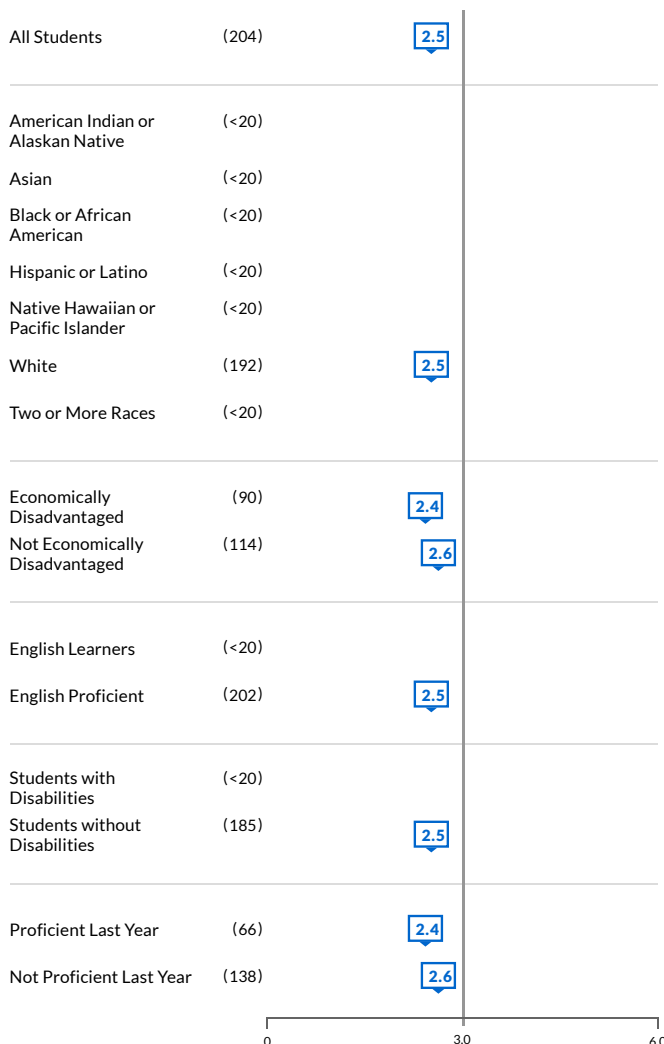 All Students (204) 2.5
American Indian or (<20)
Alaskan Native
Asian (<20)
Black or African (<20)
American
Hispanic or Latino (<20)
Native Hawaiian or (<20)
Pacific Islander
White (192) 2.5
Two or More Races (<20)
Economically (90) 2.4
Disadvantaged
Not Economically (114) 2.6
Disadvantaged
English Learners (<20)
English Proficient (202) 2.5
Students with (<20)
Disabilities
Students without (185) 2.5
Disabilities
Proficient Last Year (66) 2.4
Not Proficient Last Year (138) 2.6
0 3.0 6.0